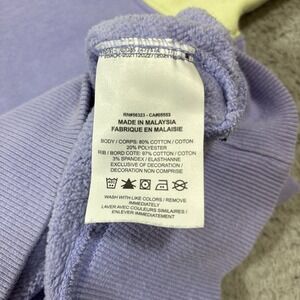 RN#56323 - CA#05553
MADE IN MALAYSIA
FABRIQUE EN MALAISIE
BODY / CORPS: 80% COTTON / COTON
20% POLYESTER
RIB / BORD COTE: 97% COTTON / COTON
3% SPANDEX / ELASTHANNE
EXCLUSIVE OF DECORATION /
DECORATION NON COMPRISE
WASH WITH LIKE COLORS / REMOVE
IMMEDIATELY
LAVER AVEC COULEURS SIMILAIRES /
ENLEVER IMMEDIATEMENT